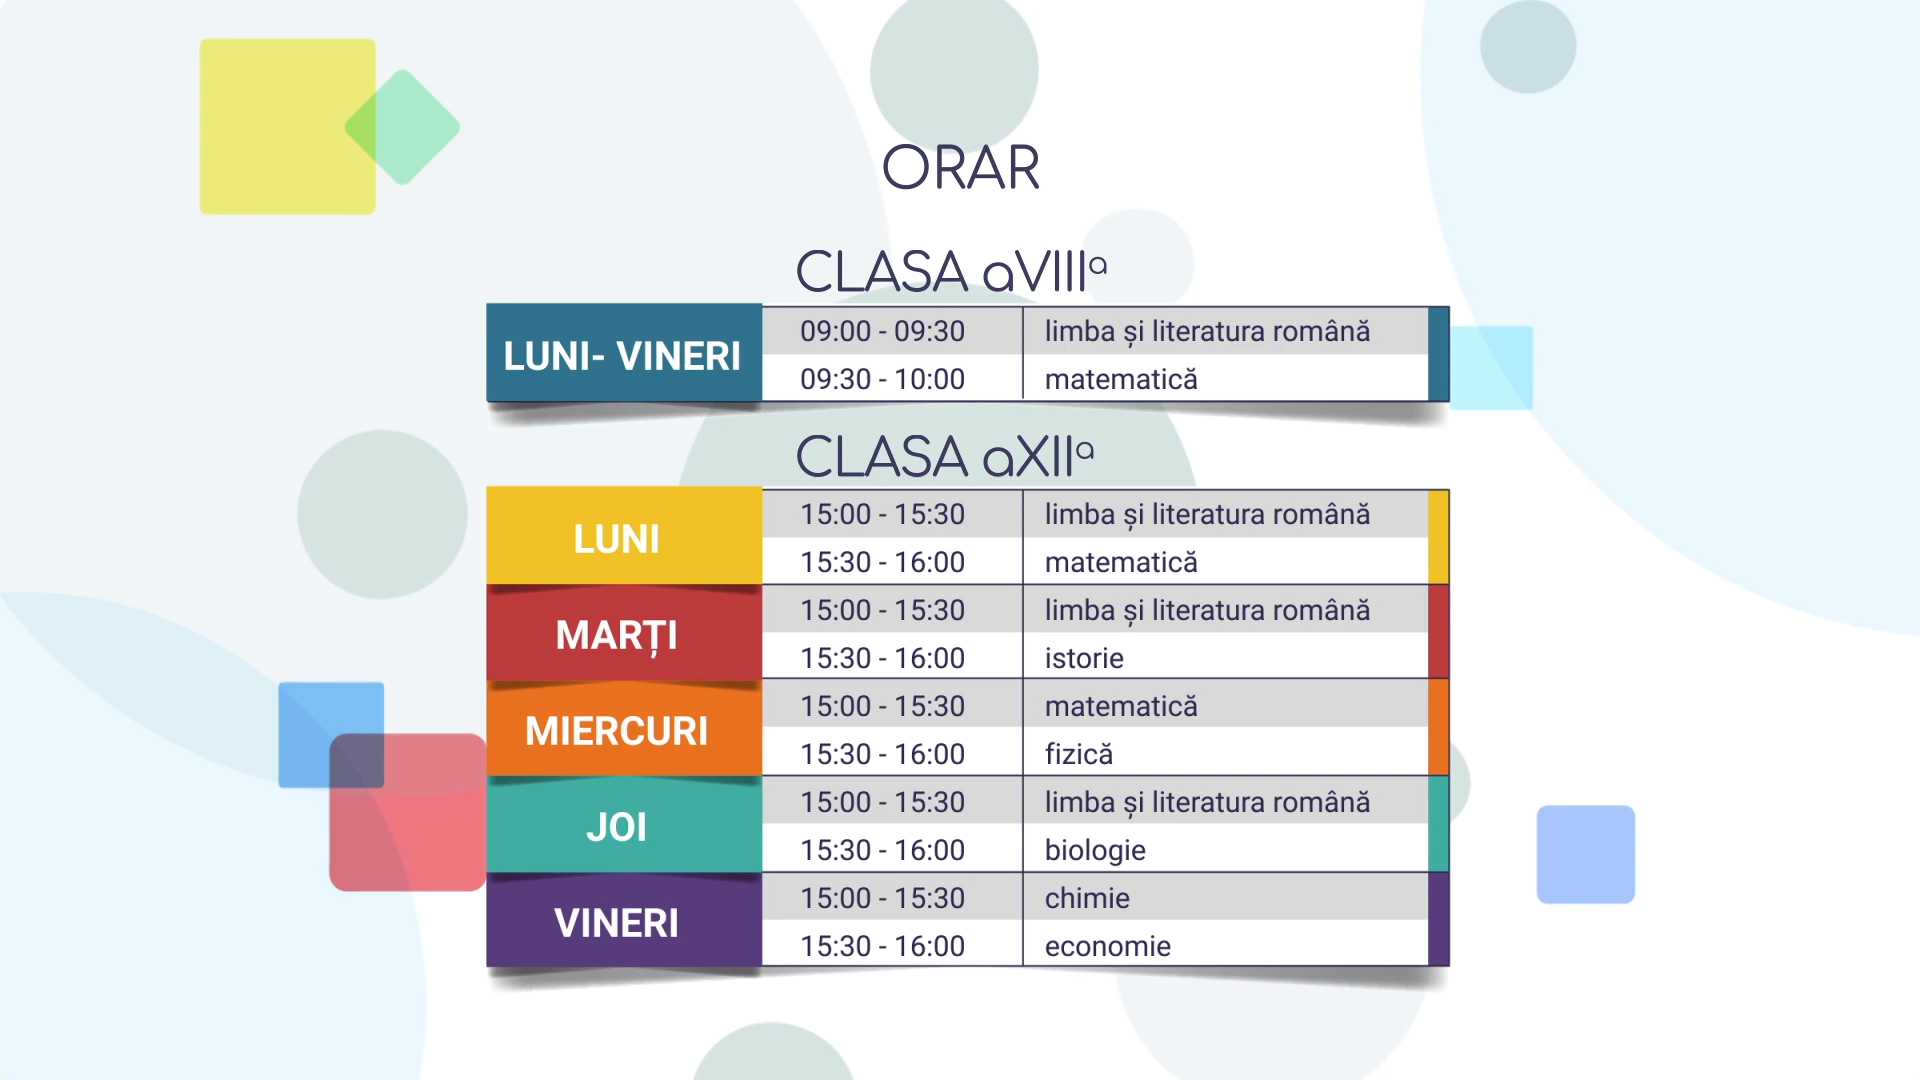 ORAR
CLASA aVIIIª
LUNI- VINERI
09:00 - 09:30 limba și literatura română
09:30 - 10:00 matematică
CLASA aXIIª
LUNI
15:00 - 15:30 limba și literatura română
15:30 - 16:00 matematică
MARȚI
15:00 - 15:30 limba și literatura română
15:30 - 16:00 istorie
MIERCURI
15:00 - 15:30 matematică
15:30 - 16:00 fizică
JOI
15:00 - 15:30 limba și literatura română
15:30 - 16:00 biologie
VINERI
15:00 - 15:30 chimie
15:30 - 16:00 economie